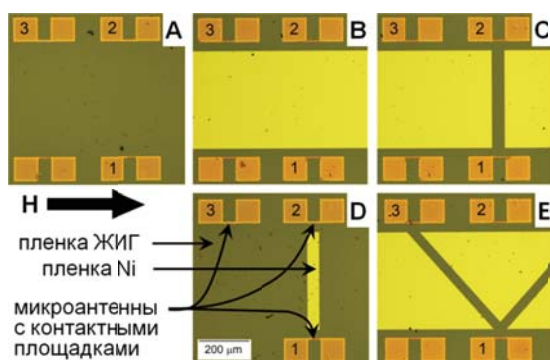 3 2 A
1
B
3 2
1
C
3 2
1
H
пленка ЖИГ
пленка Ni
микроантенны
с контактными
площадками
D
3 2
1
200 µm
E
3 2
1